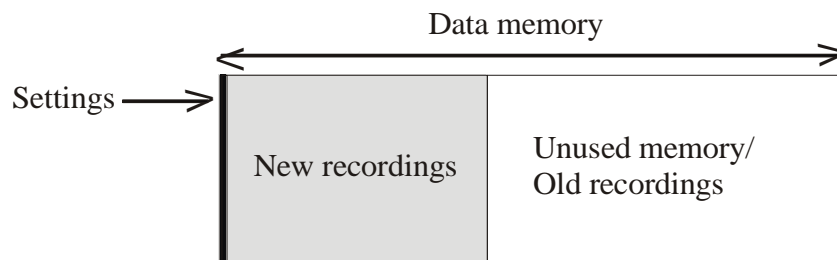 Data memory
Settings
New recordings
Unused memory/
Old recordings